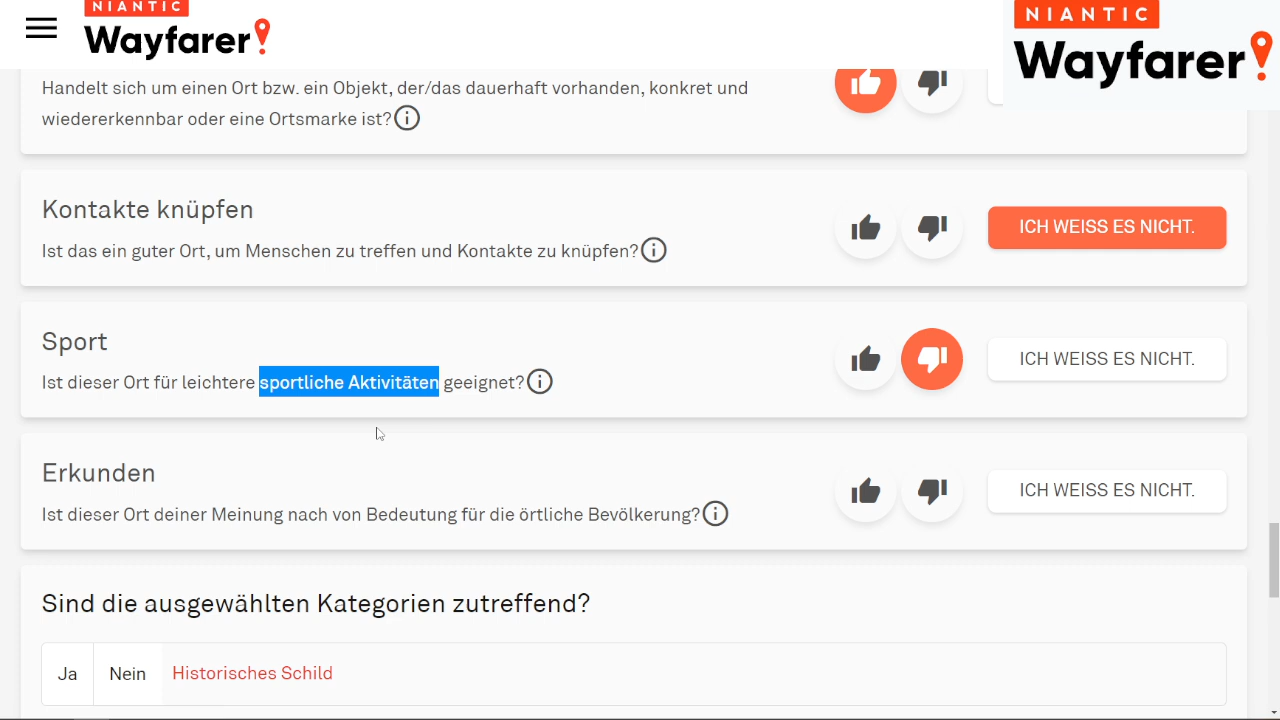 NIANTIC
Wayfarer!
NIANTIC
Wayfarer!
Handelt sich um einen Ort bzw. ein Objekt, der/das dauerhaft vorhanden, konkret und
wiedererkennbar oder eine Ortsmarke ist?
Kontakte knüpfen
Ist das ein guter Ort, um Menschen zu treffen und Kontakte zu knüpfen?
ICH WEISS ES NICHT.
Sport
Ist dieser Ort für leichtere sportliche Aktivitäten geeignet?
ICH WEISS ES NICHT.
Erkunden
Ist dieser Ort deiner Meinung nach von Bedeutung für die örtliche Bevölkerung?
ICH WEISS ES NICHT.
Sind die ausgewählten Kategorien zutreffend?
Ja Nein Historisches Schild